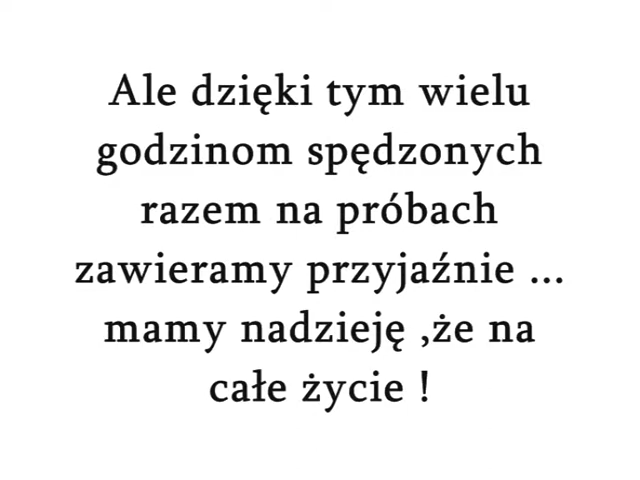 Ale dzięki tym wielu
godzinom spędzonych
razem na próbach
zawieramy przyjaźnie ...
mamy nadzieję ,że na
całe życie !